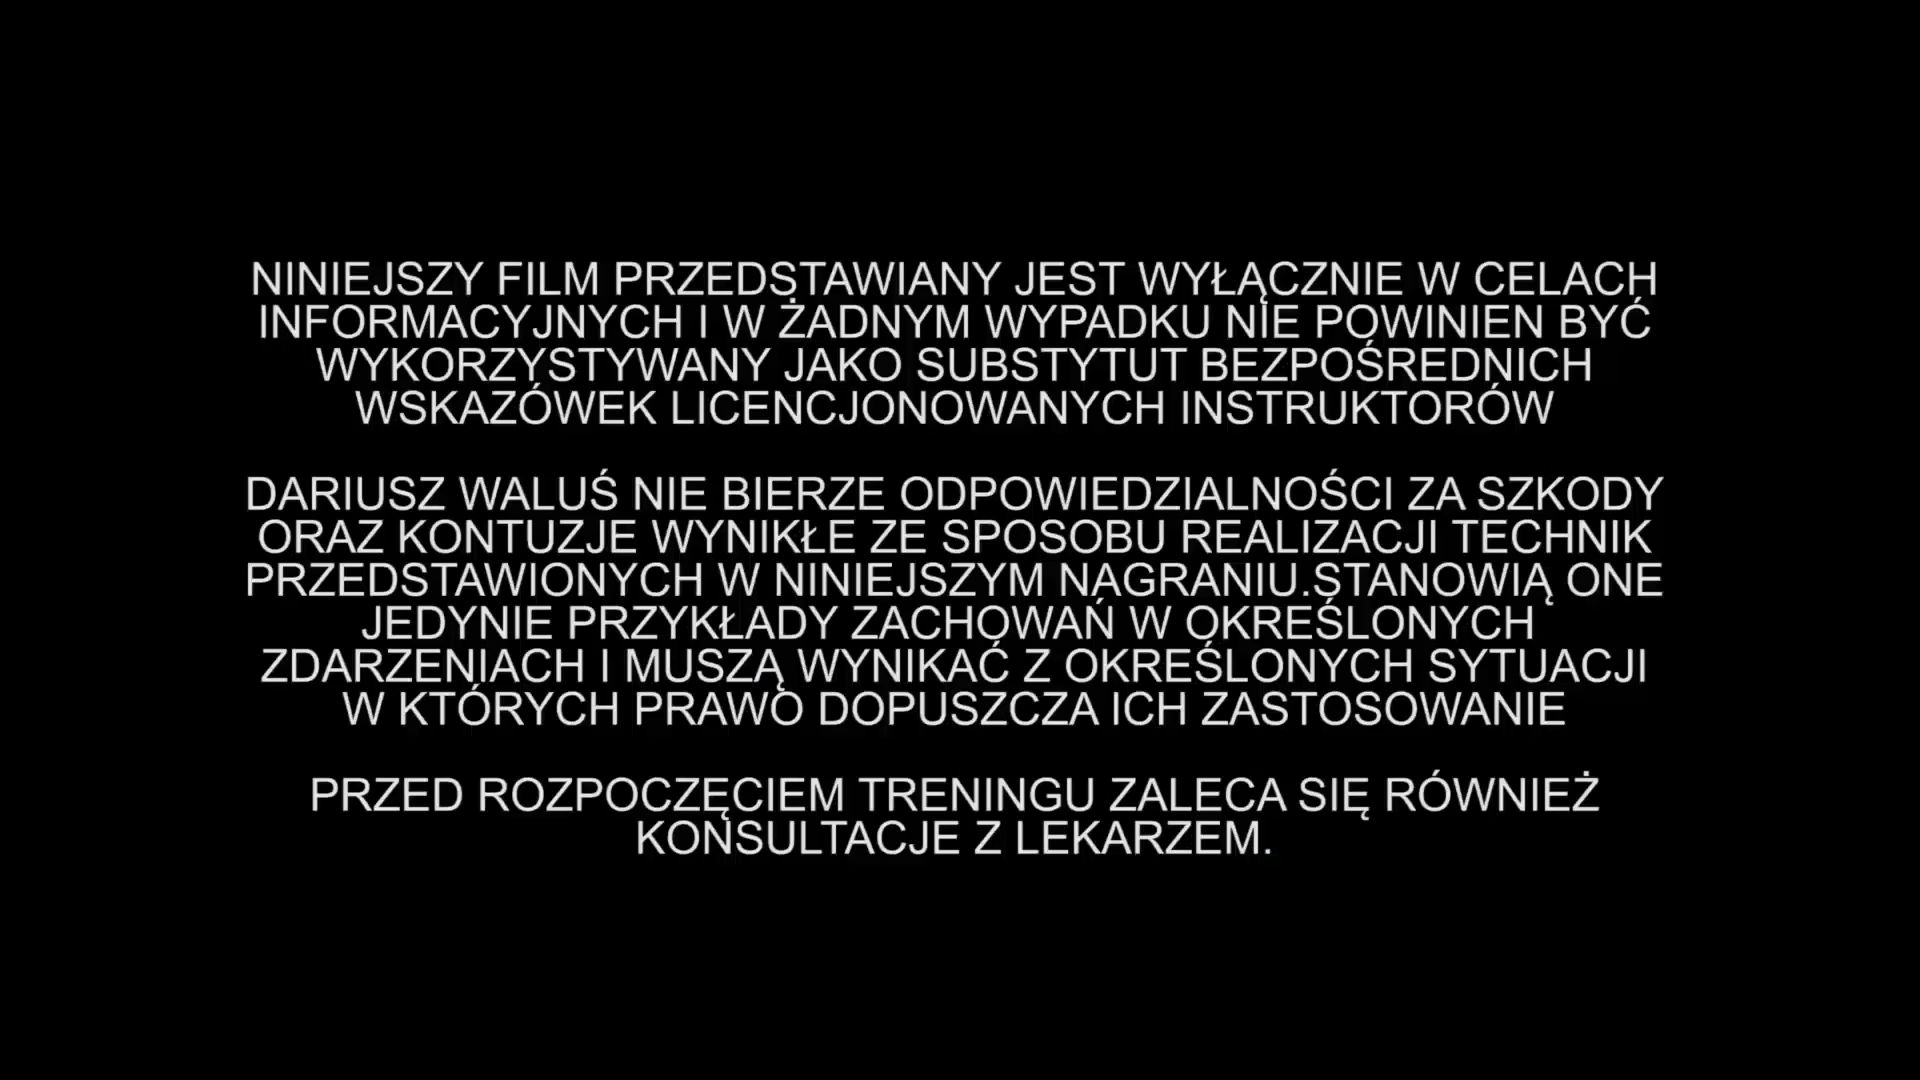 NINIEJSZY FILM PRZEDSTAWIANY JEST WYŁĄCZNIE W CELACH
INFORMACYJNYCH I W ŻADNYM WYPADKU NIE POWINIEN BYĆ
WYKORZYSTYWANY JAKO SUBSTYTUT BEZPOŚREDNICH
WSKAZÓWEK LICENCJONOWANYCH INSTRUKTORÓW
DARIUSZ WALUŚ NIE BIERZE ODPOWIEDZIALNOŚCI ZA SZKODY
ORAZ KONTUZJE WYNIKŁE ZE SPOSOBU REALIZACJI TECHNIK
PRZEDSTAWIONYCH W NINIEJSZYM NAGRANIU.STANOWIĄ ONE
JEDYNIE PRZYKŁADY ZACHOWAŃ W OKREŚLONYCH
ZDARZENIACH I MUSZĄ WYNIKAĆ Z OKREŚLONYCH SYTUACJI
W KTÓRYCH PRAWO DOPUSZCZA ICH ZASTOSOWANIE
PRZED ROZPOCZĘCIEM TRENINGU ZALECA SIĘ RÓWNIEŻ
KONSULTACJE Z LEKARZEM.